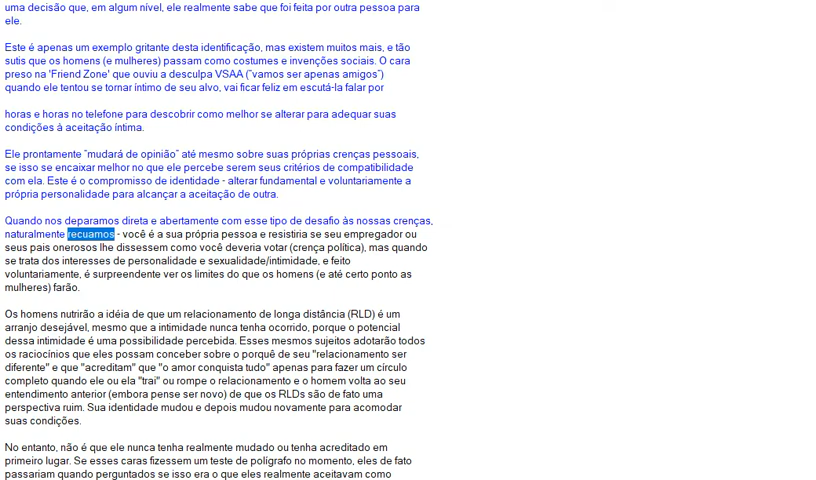 uma decisão que, em algum nível, ele realmente sabe que foi feita por outra pessoa para
ele.
Este é apenas um exemplo gritante desta identificação, mas existem muitos mais, e tão
sutis que os homens (e mulheres) passam como costumes e invenções sociais. O cara
preso na 'Friend Zone' que ouviu a desculpa VSAA ("vamos ser apenas amigos")
quando ele tentou se tornar íntimo de seu alvo, vai ficar feliz em escutá-la falar por
horas e horas no telefone para descobrir como melhor se alterar para adequar suas
condições à aceitação íntima.
Ele prontamente "mudará de opinião" até mesmo sobre suas próprias crenças pessoais,
se isso se encaixar melhor no que ele percebe serem seus critérios de compatibilidade
com ela. Este é o compromisso de identidade - alterar fundamental e voluntariamente a
própria personalidade para alcançar a aceitação de outra.
Quando nos deparamos direta e abertamente com esse tipo de desafio às nossas crenças,
naturalmente recuamos - você é a sua própria pessoa e resistiria se seu empregador ou
seus pais onerosos lhe dissessem como você deveria votar (crença política), mas quando
se trata dos interesses de personalidade e sexualidade/intimidade, e feito
voluntariamente, é surpreendente ver os limites do que os homens (e até certo ponto as
mulheres) farão.
Os homens nutrirão a idéia de que um relacionamento de longa distância (RLD) é um
arranjo desejável, mesmo que a intimidade nunca tenha ocorrido, porque o potencial
dessa intimidade é uma possibilidade percebida. Esses mesmos sujeitos adotarão todos
os raciocínios que eles possam conceber sobre o porquê de seu "relacionamento ser
diferente" e que "acreditam" que "o amor conquista tudo" apenas para fazer um círculo
completo quando ele ou ela "trai" ou rompe o relacionamento e o homem volta ao seu
entendimento anterior (embora pense ser novo) de que os RLDs são de fato uma
perspectiva ruim. Sua identidade mudou e depois mudou novamente para acomodar
suas condições.
No entanto, não é que ele nunca tenha realmente mudado ou tenha acreditado em
primeiro lugar. Se esses caras fizessem um teste de polígrafo no momento, eles de fato
passariam quando perguntados se isso era o que eles realmente aceitavam como